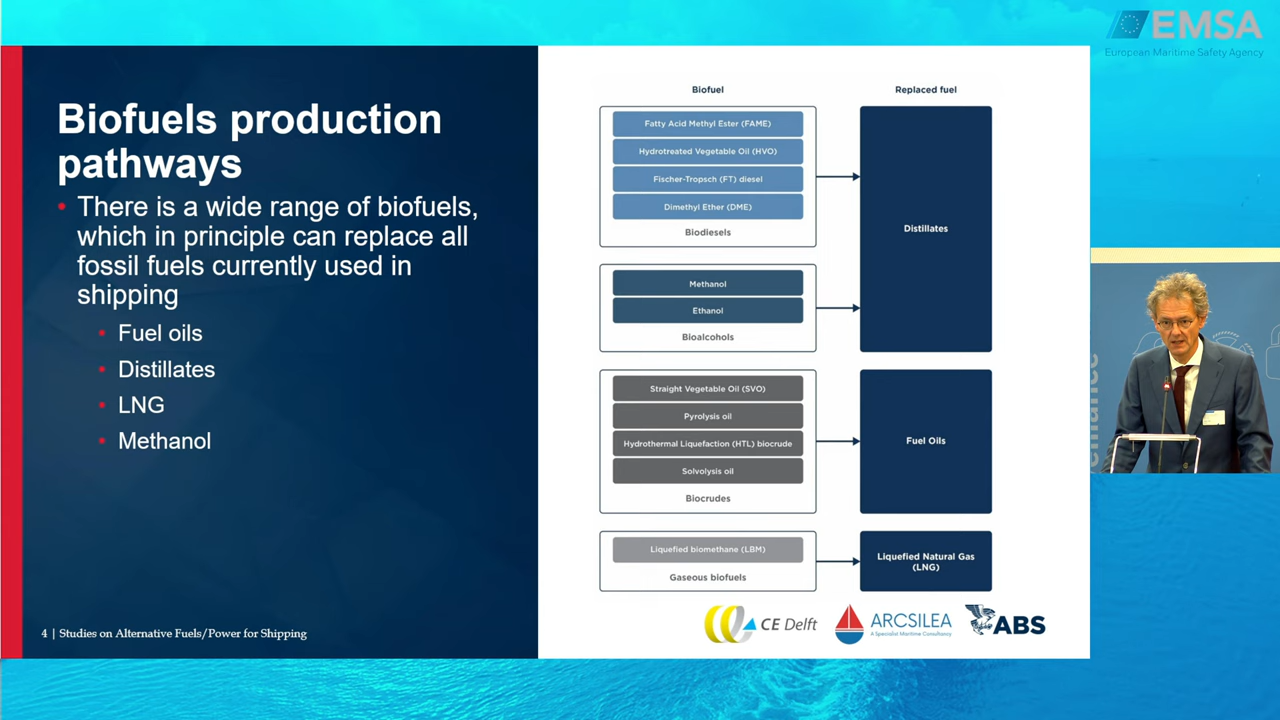 EMSA
European Maritime Safety Agency
Biofuels production
pathways
• There is a wide range of biofuels,
which in principle can replace all
fossil fuels currently used in
shipping
• Fuel oils
• Distillates
• LNG
• Methanol
4 | Studies on Alternative Fuels/Power for Shipping
Biofuel
Replaced fuel
Fatty Acid Methyl Ester (FAME)
Hydrotreated Vegetable Oil (HVO)
Fischer-Tropsch (FT) diesel
Dimethyl Ether (DME)
Biodiesels
Distillates
Methanol
Ethanol
Bioalcohols
Straight Vegetable Oil (SVO)
Pyrolysis oil
Hydrothermal Liquefaction (HTL) biocrude
Solvolysis oil
Biocrudes
Fuel Oils
Liquefied biomethane (LBM)
Gaseous biofuels
Liquefied Natural Gas
(LNG)
CE Delft
ARCSILEA
A Specialist Maritime Consultancy
ABS